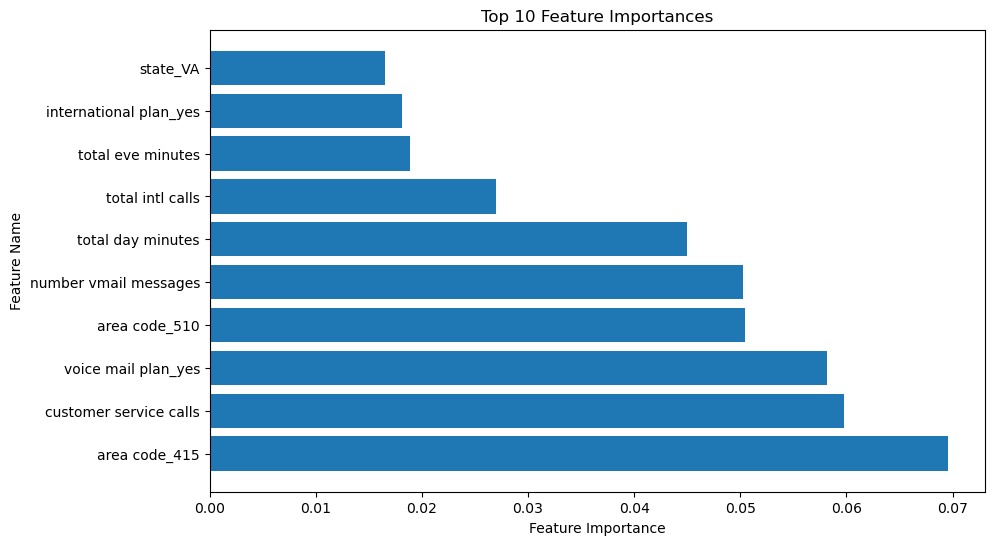 Top 10 Feature Importances
Feature Name
state_VA
international plan_yes
total eve minutes
total intl calls
total day minutes
number vmail messages
area code_510
voice mail plan_yes
customer service calls
area code_415
0.00 0.01 0.02 0.03 0.04 0.05 0.06 0.07
Feature Importance